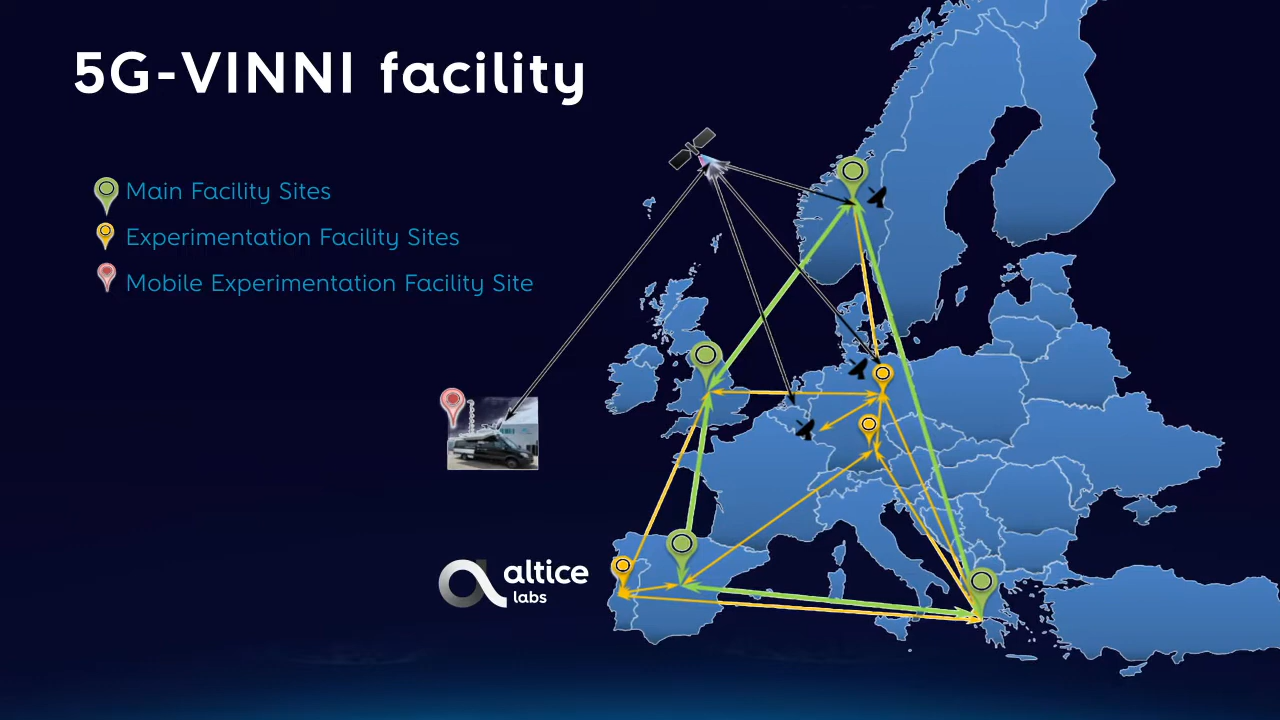 5G-VINNI facility
Main Facility Sites
Experimentation Facility Sites
Mobile Experimentation Facility Site
altice
labs